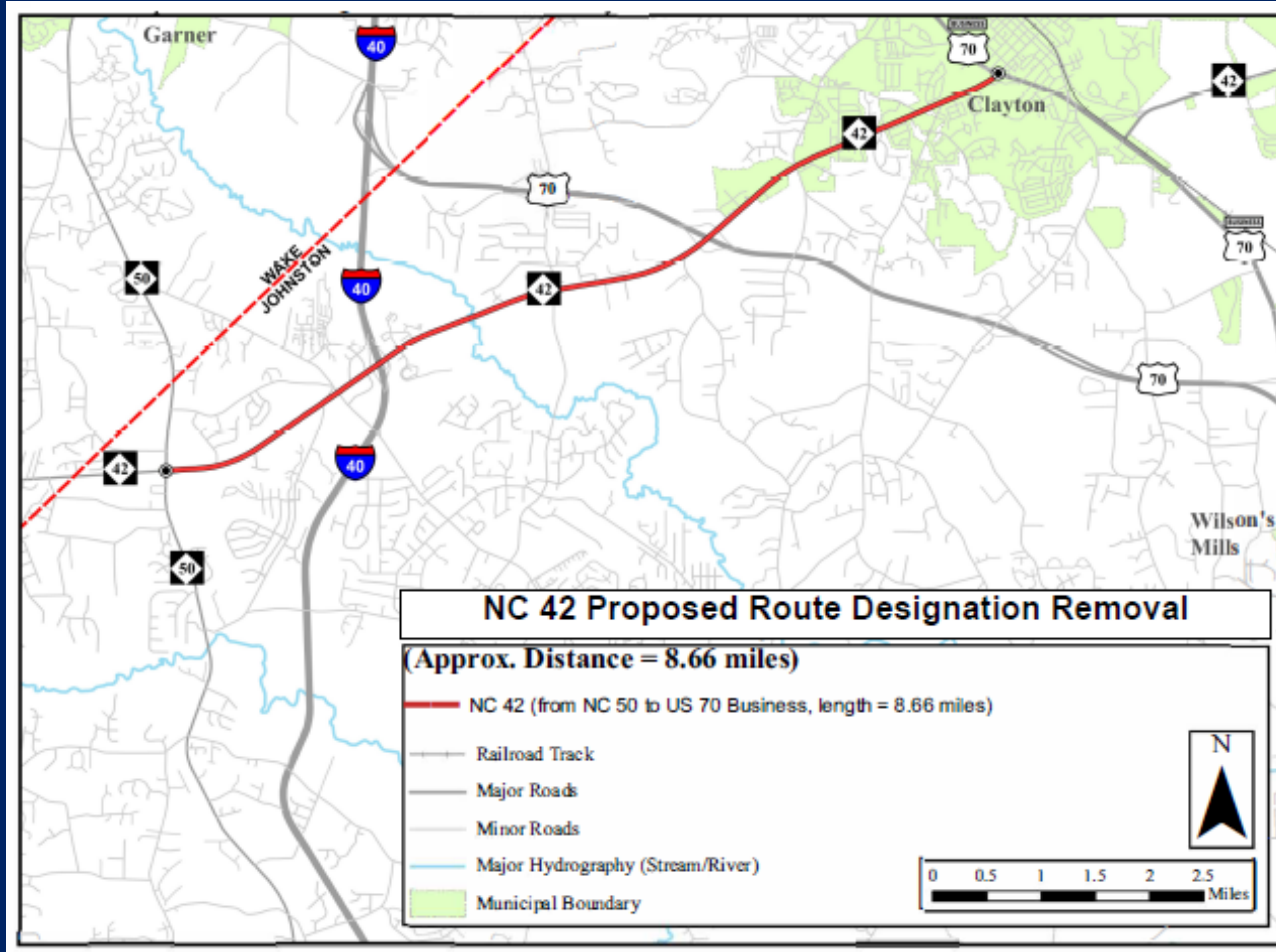 Garner
40
BUSINESS
70
42
Clayton
42
70
BUSINESS
70
WAKE
JOHNSTON
50
40
42
70
42
40
Wilson's
Mills
50
NC 42 Proposed Route Designation Removal
(Approx. Distance = 8.66 miles)
NC 42 (from NC 50 to US 70 Business, length = 8.66 miles)
Railroad Track
Major Roads
Minor Roads
Major Hydrography (Stream/River)
Municipal Boundary
N
0 0.5 1 1.5 2 2.5
Miles